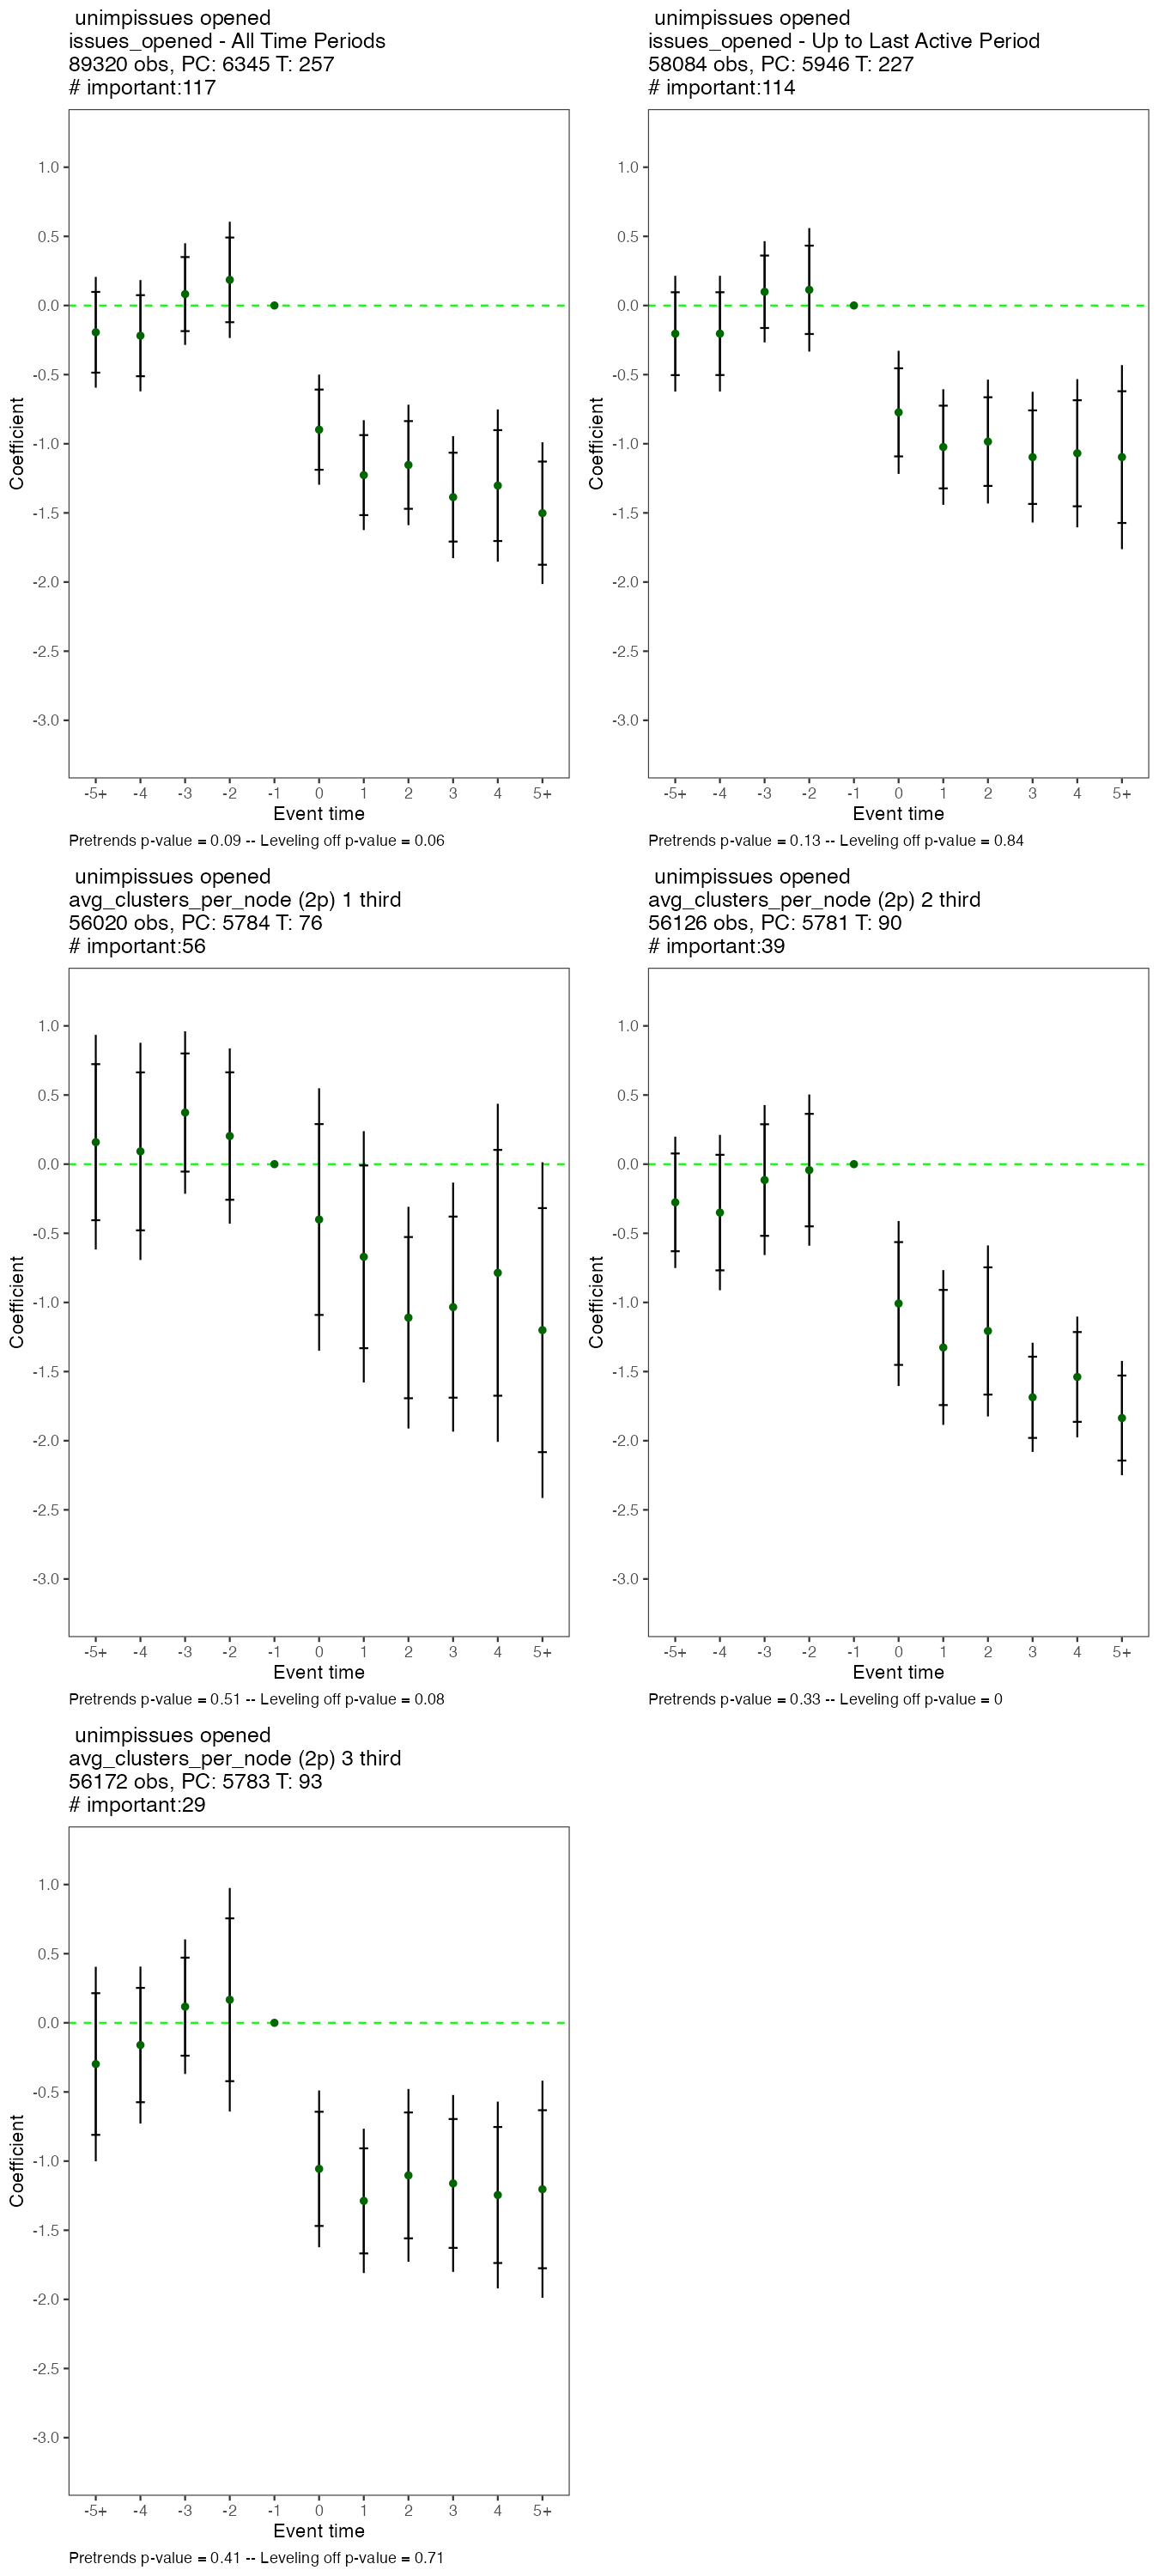 unimpissues opened
issues_opened - All Time Periods
89320 obs, PC: 6345 T: 257
# important:117
1.0
0.5
0.0
-0.5
-1.0
-1.5
-2.0
-2.5
-3.0
Coefficient
-5+ -4 -3 -2 -1 0 1 2 3 4 5+
Event time
Pretrends p-value = 0.09 -- Leveling off p-value = 0.06
unimpissues opened
issues_opened - Up to Last Active Period
58084 obs, PC: 5946 T: 227
# important:114
1.0
0.5
0.0
-0.5
-1.0
-1.5
-2.0
-2.5
-3.0
Coefficient
-5+ -4 -3 -2 -1 0 1 2 3 4 5+
Event time
Pretrends p-value = 0.13 -- Leveling off p-value = 0.84
unimpissues opened
avg_clusters_per_node (2p) 1 third
56020 obs, PC: 5784 T: 76
# important:56
1.0
0.5
0.0
-0.5
-1.0
-1.5
-2.0
-2.5
-3.0
Coefficient
-5+ -4 -3 -2 -1 0 1 2 3 4 5+
Event time
Pretrends p-value = 0.51 -- Leveling off p-value = 0.08
unimpissues opened
avg_clusters_per_node (2p) 2 third
56126 obs, PC: 5781 T: 90
# important:39
1.0
0.5
0.0
-0.5
-1.0
-1.5
-2.0
-2.5
-3.0
Coefficient
-5+ -4 -3 -2 -1 0 1 2 3 4 5+
Event time
Pretrends p-value = 0.33 -- Leveling off p-value = 0
unimpissues opened
avg_clusters_per_node (2p) 3 third
56172 obs, PC: 5783 T: 93
# important:29
1.0
0.5
0.0
-0.5
-1.0
-1.5
-2.0
-2.5
-3.0
Coefficient
-5+ -4 -3 -2 -1 0 1 2 3 4 5+
Event time
Pretrends p-value = 0.41 -- Leveling off p-value = 0.71